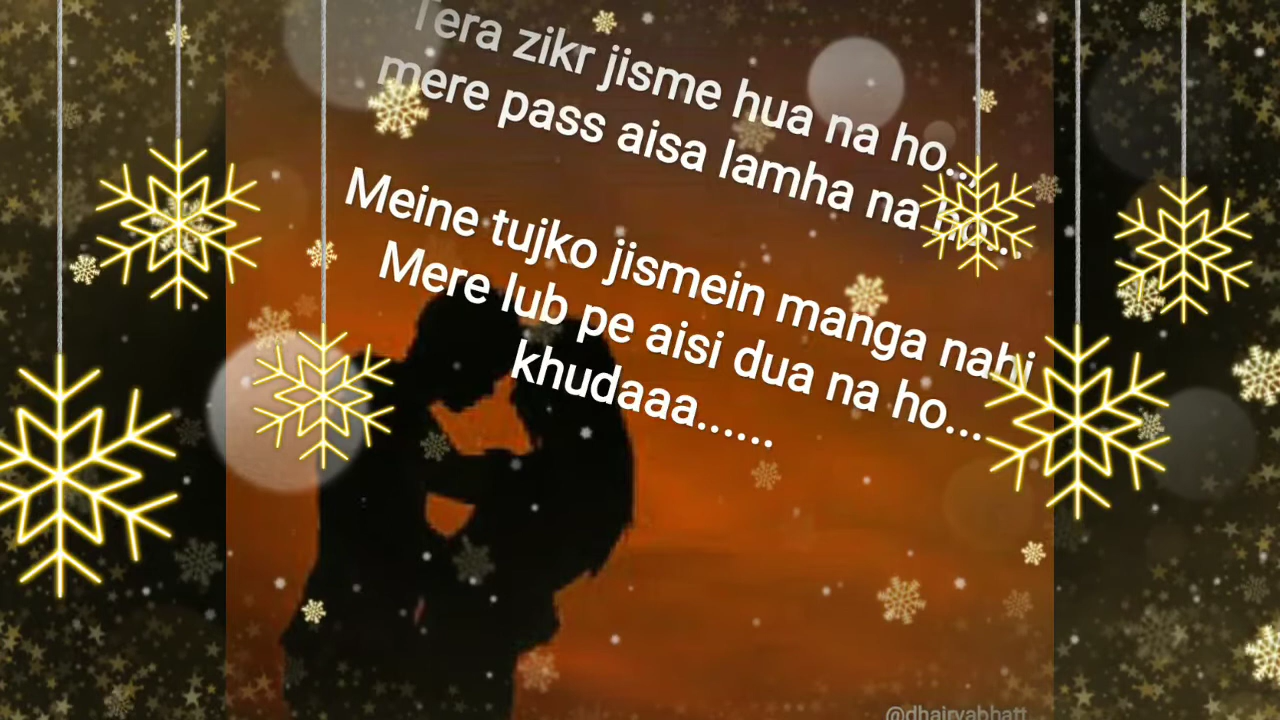 Tera zikr jisme hua na ho...
mere pass aisa lamha na ho...
Meine tujko jismein manga nahi
Mere lub pe aisi dua na ho...
khudaaa......
@dhairyabhatt